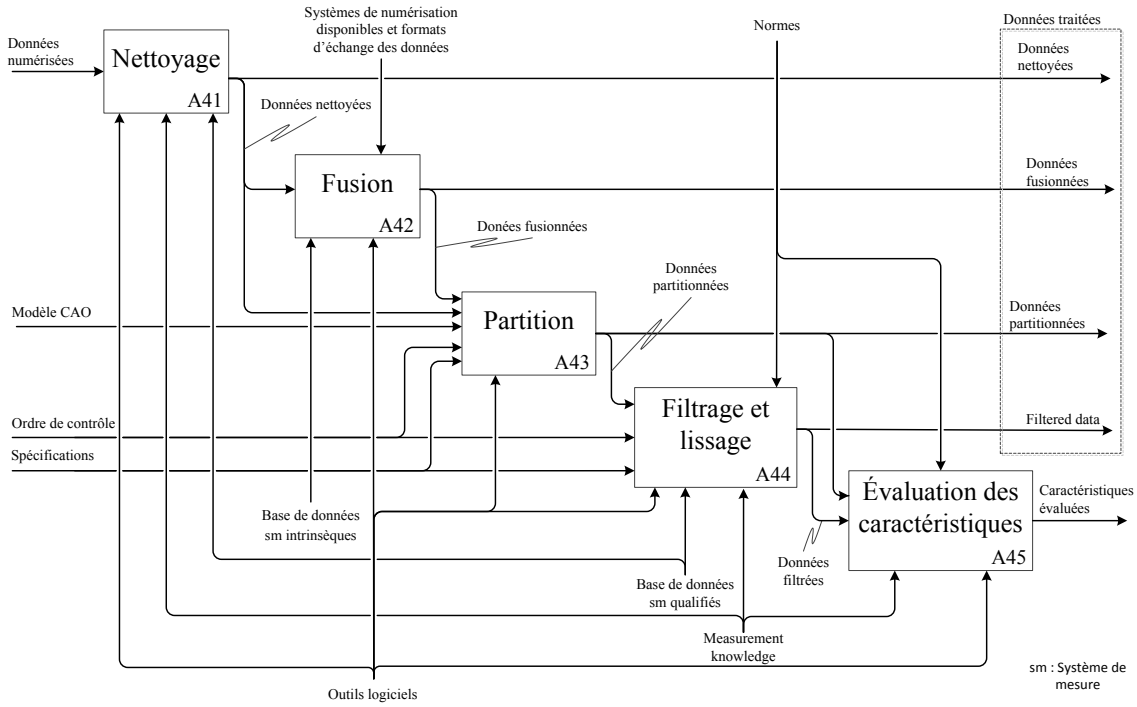 Systèmes de numérisation
disponibles et formats
d'échange des données
Normes
Données traitées
Données
numérisées
Nettoyage
A41
Données
nettoyées
Données nettoyées
Fusion
A42
Données
fusionnées
Donées fusionnées
Données
partitionnées
Modèle CAO
Partition
A43
Données
partitionnées
Ordre de contrôle
Spécifications
Filtrage et
lissage
A44
Filtered data
Évaluation des
caractéristiques
A45
Caractéristiques
évaluées
Base de données
sm intrinsèques
Données
filtrées
Base de données
sm qualifiés
Measurement
knowledge
Outils logiciels
sm : Système de
mesure